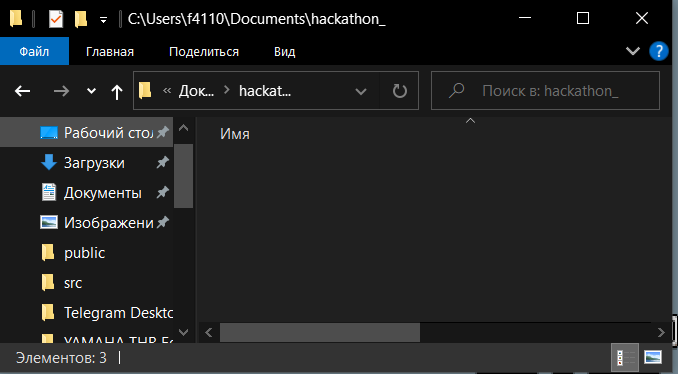 C:\Users\f4110\Documents\hackathon_
Файл Главная Поделиться Вид
« Док... hackat... Поиск в: hackathon_
Имя
Рабочий стол
Загрузки
Документы
Изображени
public
src
Telegram Deskto
YAMAHA THR
Элементов: 3